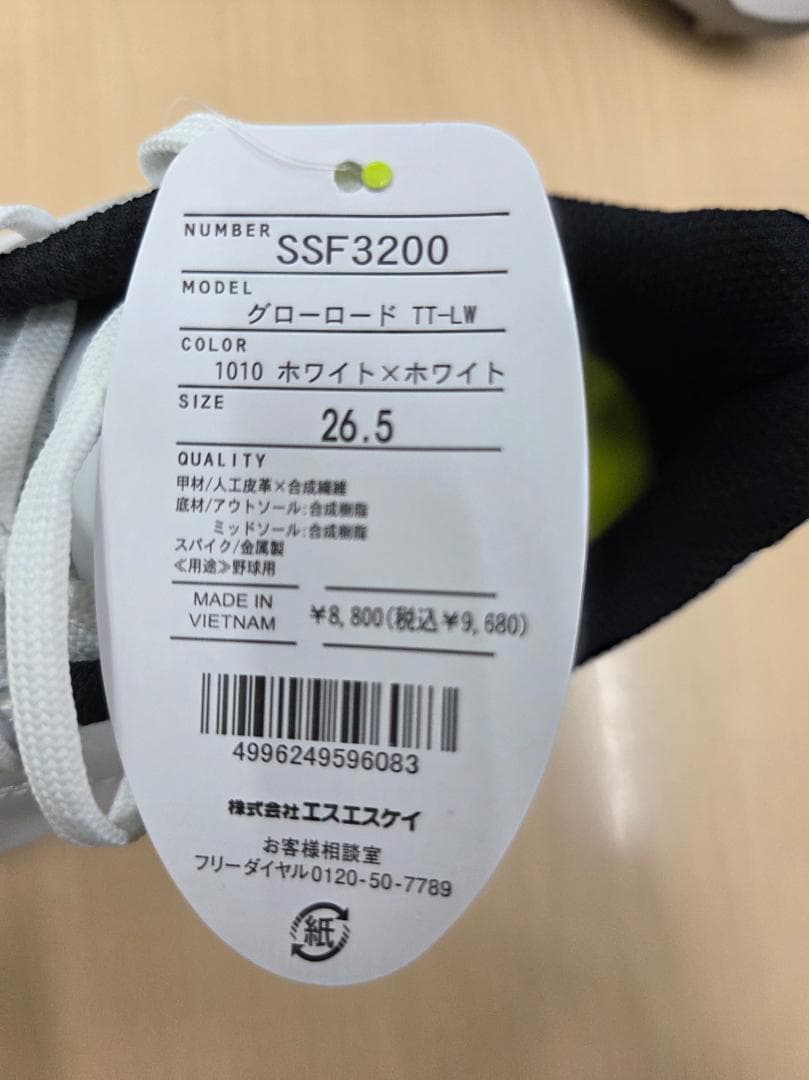 NUMBER SSF3200
MODEL
グローロード TT-LW
COLOR
1010 ホワイト×ホワイト
SIZE
26.5
QUALITY
甲材/人工皮革×合成繊維
底材/アウトソール:合成樹脂
ミッドソール:合成樹脂
スパイク/金属製
≪用途≫野球用
MADE IN
VIETNAM
¥8,800(税込¥9,680)
4996249596083
株式会社エスエスケイ
お客様相談室
フリーダイヤル0120-50-7789
紙